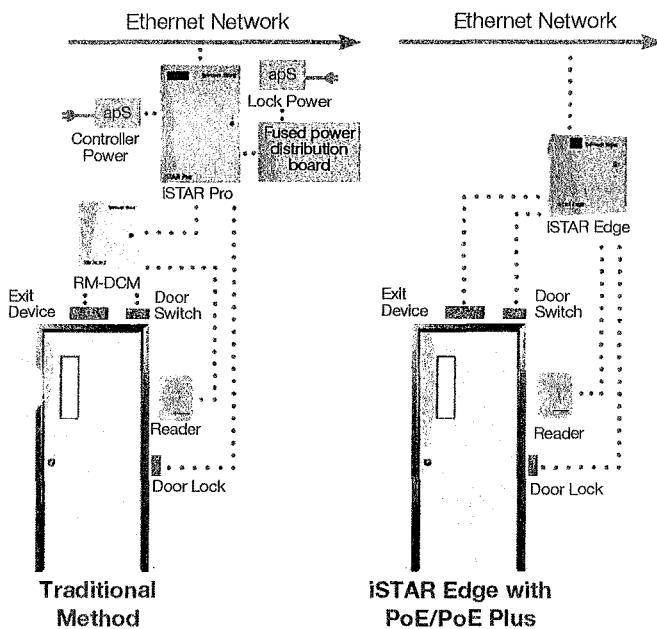 Ethernet Network
Ethernet Network
apS
Lock Power
apS
Controller
Power
Fused power
distribution
board
iSTAR Pro
iSTAR Pro
RM-DCM
Exit
Device
Door
Switch
Reader
Door Lock
Traditional
Method
iSTAR Edge
Exit
Device
Door
Switch
Reader
Door Lock
iSTAR Edge with
PoE/PoE Plus